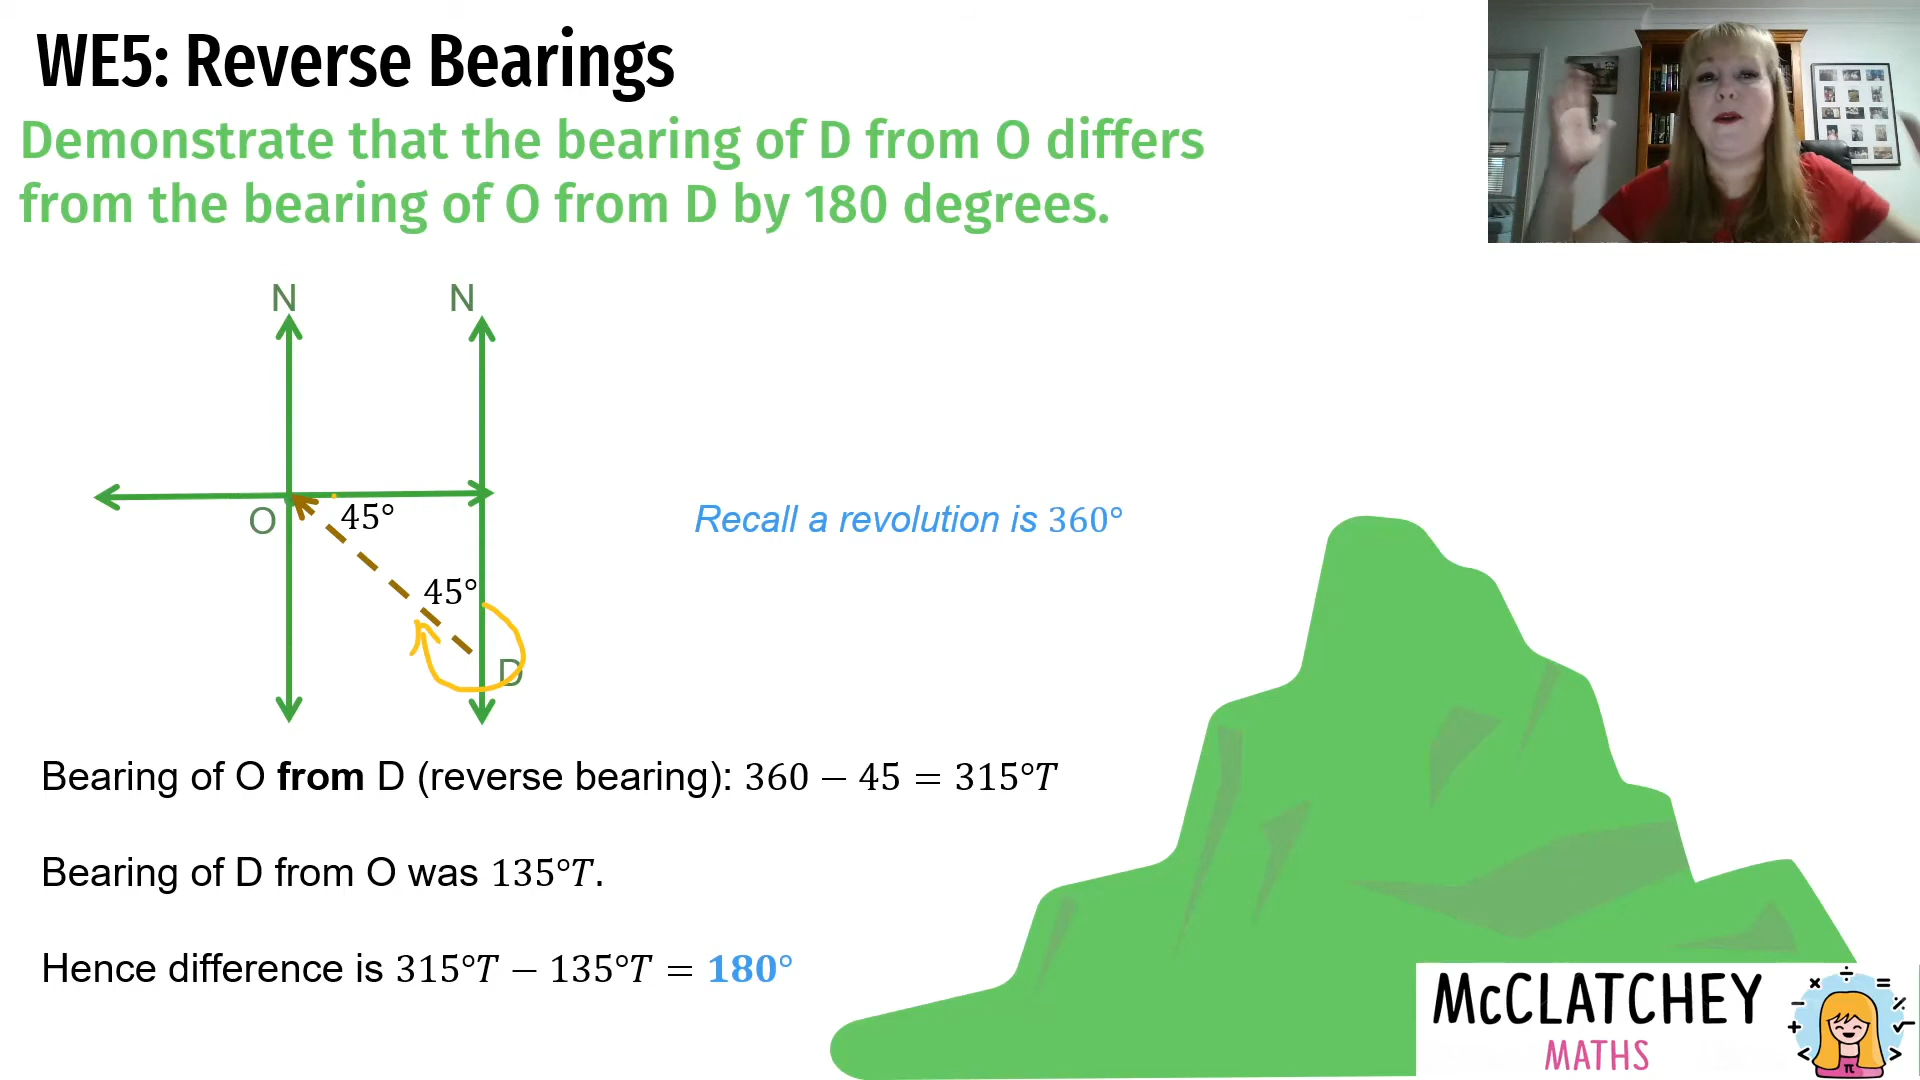 WE5: Reverse Bearings
Demonstrate that the bearing of D from O differs
from the bearing of O from D by 180 degrees.
N N
O 45°
45°
D
Recall a revolution is 360°
Bearing of O from D (reverse bearing): 360 − 45 = 315°T
Bearing of D from O was 135°T.
Hence difference is 315°T − 135°T = 180°
McCLATCHEY
MATHS